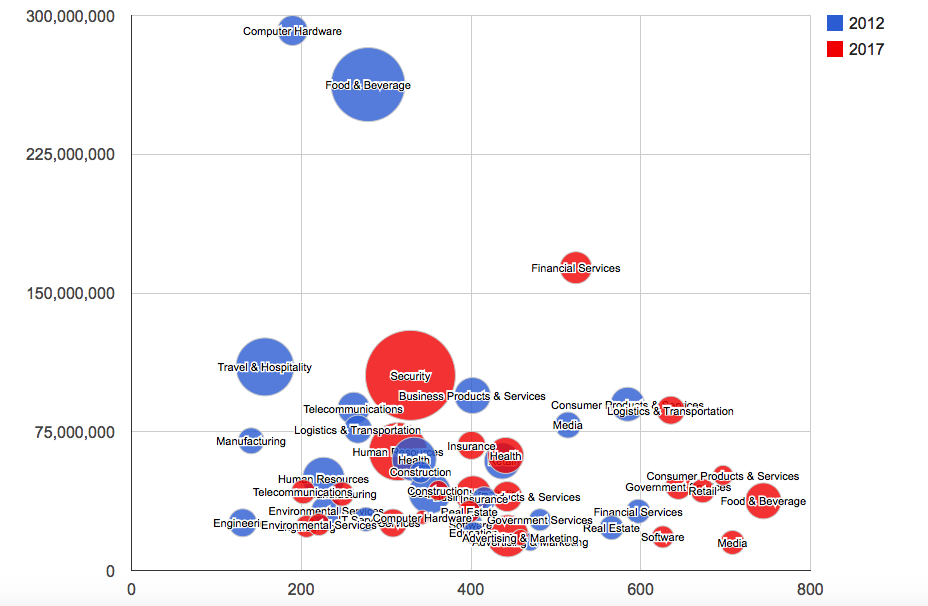 300,000,000
2012
Computer Hardware
2017
Food & Beverage
225,000,000
Financial Services
150,000,000
Travel & Hospitality
Security
Business Products & Services
Consumer Products & Services
Telecommunications
Logistics & Transportation
Media
Logistics & Transportation
75,000,000
Manufacturing
Insurance
Human Resources
Health
Health
Construction
Consumer Products & Services
Human Resources
Government Services
Retail
Telecommunications
Construction
Insurance
Food & Beverage
Environmental Services
Real Estate
Financial Services
Computer Hardware
Government Services
Environmental Services
Real Estate
Advertising & Marketing
Advertising & Marketing
Software
Media
0
0
200
400
600
800